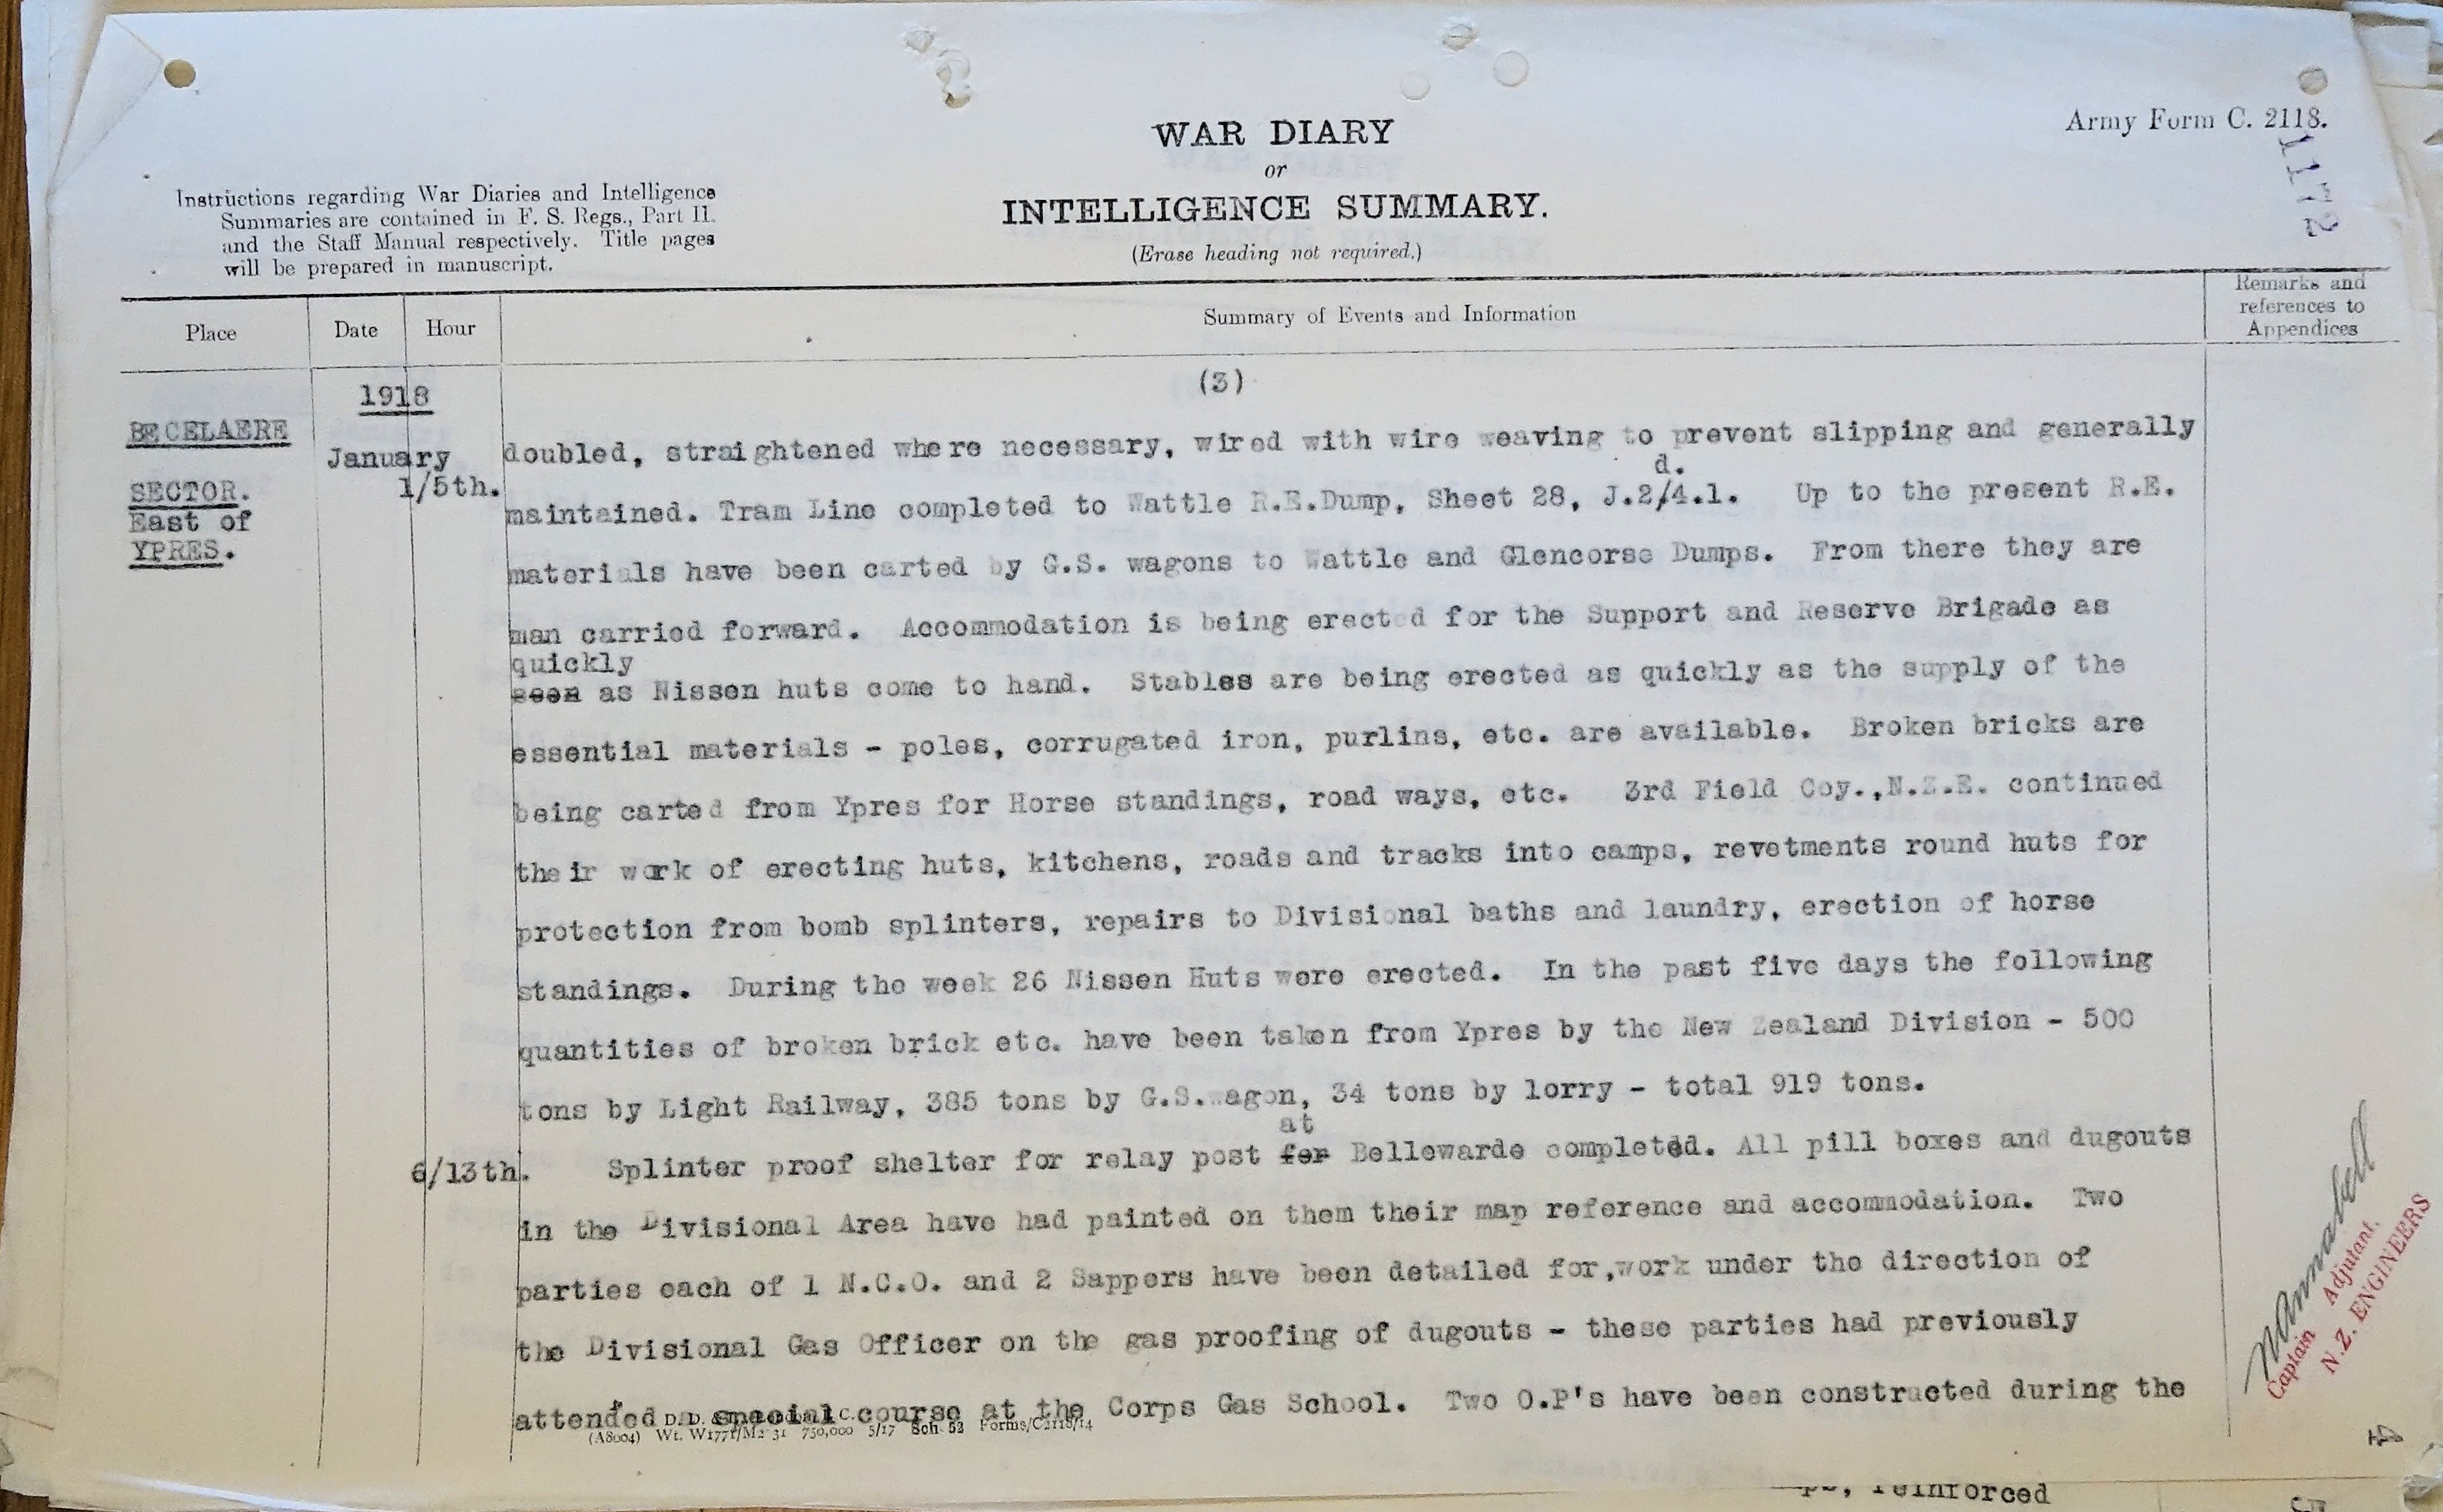 Army Form C. 2118.
1172
WAR DIARY
or
INTELLIGENCE SUMMARY.
(Erase heading not required.)
Instructions regarding War Diaries and Intelligence
Summaries are contained in F. S. Regs., Part II.
and the Staff Manual respectively. Title pages
will be prepared in manuscript.
Place
Date
Hour
Summary of Events and Information
Remarks and
references to
Appendices
(3)
1918
BECELAERE
SECTOR.
East of
YPRES.
January
1/5th.
doubled, straightened where necessary, wired with wire weaving to prevent slipping and generally
d.
maintained. Tram Line completed to Wattle R.E.Dump, Sheet 28, J.2/4.1. Up to the present R.E.
materials have been carted by G.S. wagons to Wattle and Glencorse Dumps. From there they are
man carried forward. Accommodation is being erected for the Support and Reserve Brigade as
quickly
soon as Nissen huts come to hand. Stables are being erected as quickly as the supply of the
essential materials - poles, corrugated iron, purlins, etc. are available. Broken bricks are
being carted from Ypres for Horse standings, road ways, etc. 3rd Field Coy.,N.Z.E. continued
their work of erecting huts, kitchens, roads and tracks into camps, revetments round huts for
protection from bomb splinters, repairs to Divisional baths and laundry, erection of horse
standings. During the week 26 Nissen Huts were erected. In the past five days the following
quantities of broken brick etc. have been taken from Ypres by the New Zealand Division - 500
tons by Light Railway, 385 tons by G.S.wagon, 34 tons by lorry - total 919 tons.
at
6/13th. Splinter proof shelter for relay post for Bellewarde completed. All pill boxes and dugouts
in the Divisional Area have had painted on them their map reference and accommodation. Two
parties each of 1 N.C.O. and 2 Sappers have been detailed for,work under the direction of
the Divisional Gas Officer on the gas proofing of dugouts - these parties had previously
attended a special course at the Corps Gas School. Two O.P's have been constructed during the
(A8004) Wt. W1771/M2 31 750,000 5/17 Sch 52 Forms/C2118/14
Captain Adjutant.
N.Z. ENGINEERS
4
reinforced